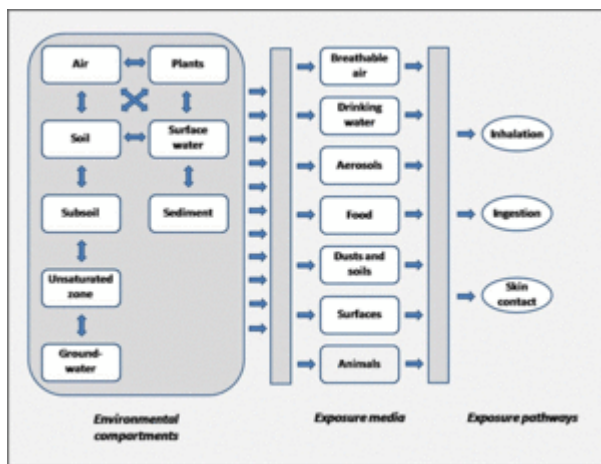 Air
Plants
Soil
Surface
water
Subsoil
Sediment
Unsaturated
zone
Ground-
water
Environmental
compartments
Breathable
air
Drinking
water
Aerosols
Food
Dusts and
soils
Surfaces
Animals
Exposure media
Inhalation
Ingestion
Skin
contact
Exposure pathways